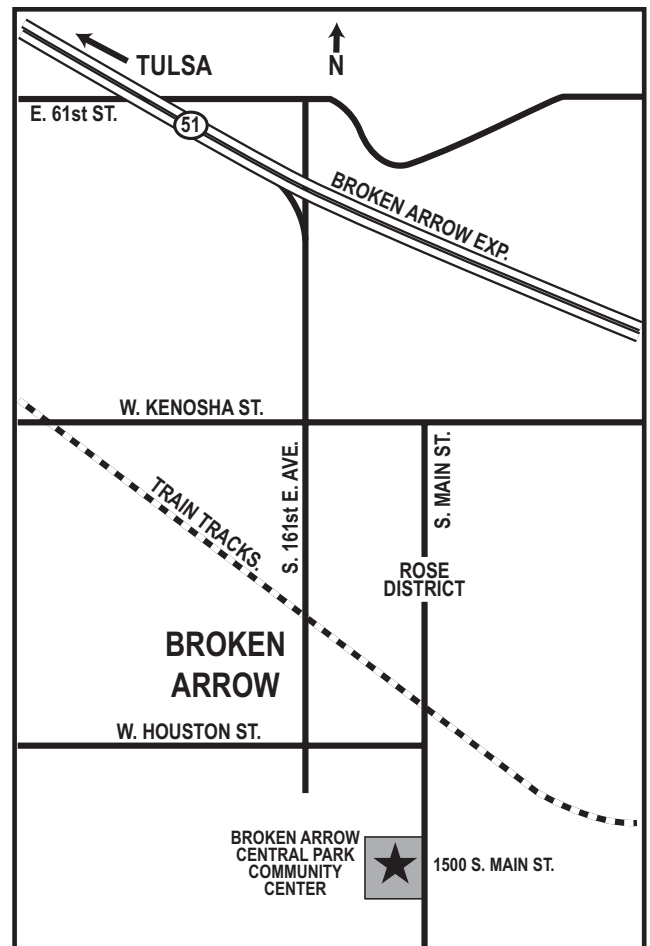 TULSA
N
E. 61st ST.
51
BROKEN ARROW EXP.
W. KENOSHA ST.
S. 161st E. AVE.
S. MAIN ST.
TRAIN TRACKS.
ROSE
DISTRICT
BROKEN
ARROW
W. HOUSTON ST.
BROKEN ARROW
CENTRAL PARK
COMMUNITY
CENTER
1500 S. MAIN ST.